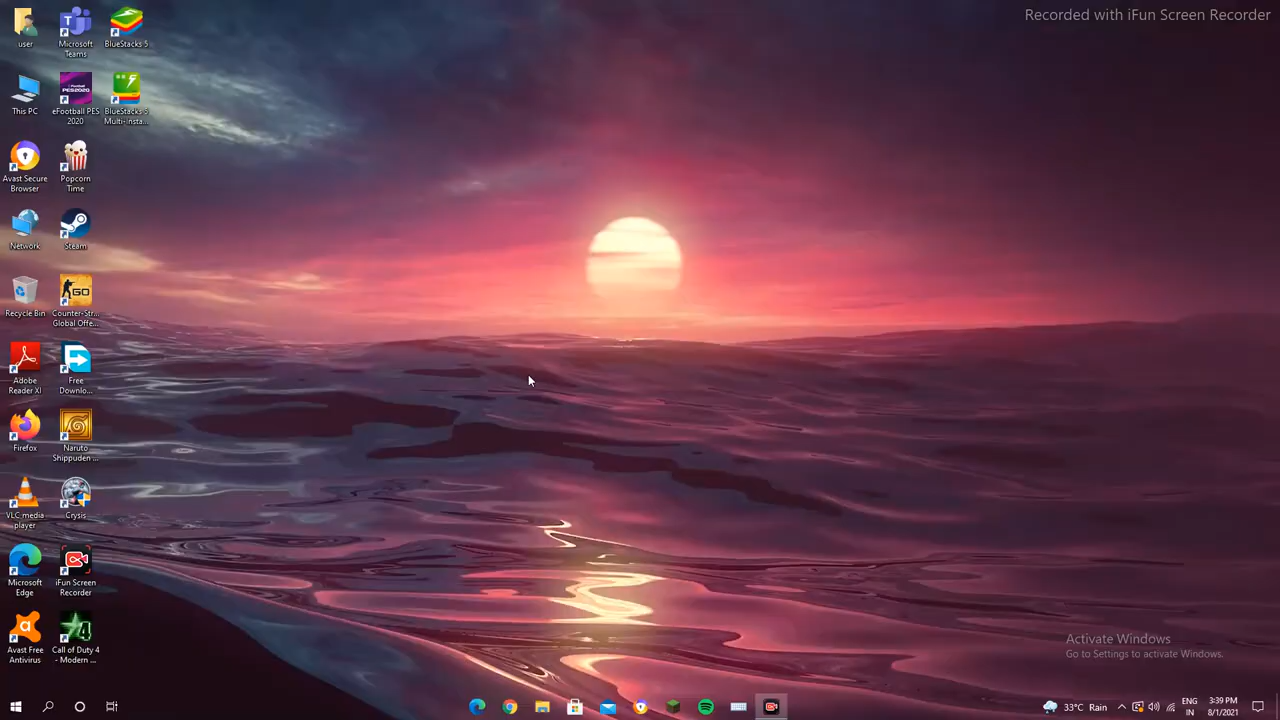 Recorded with iFun Screen Recorder
user
Microsoft
Teams
BlueStacks 5
This PC
eFootball PES
2020
BlueStacks 5
Multi-Insta...
Avast Secure
Browser
Popcorn
Time
Network
Steam
Recycle Bin
Counter-Str...
Global Offe...
GO
Adobe
Reader XI
Free
Downlo...
Firefox
Naruto
Shippuden ...
VLC media
player
Crysis
Microsoft
Edge
iFun Screen
Recorder
Avast Free
Antivirus
Call of Duty 4
- Modern ...
Activate Windows
Go to Settings to activate Windows.
33°C Rain
ENG
IN
3:39 PM
8/1/2021